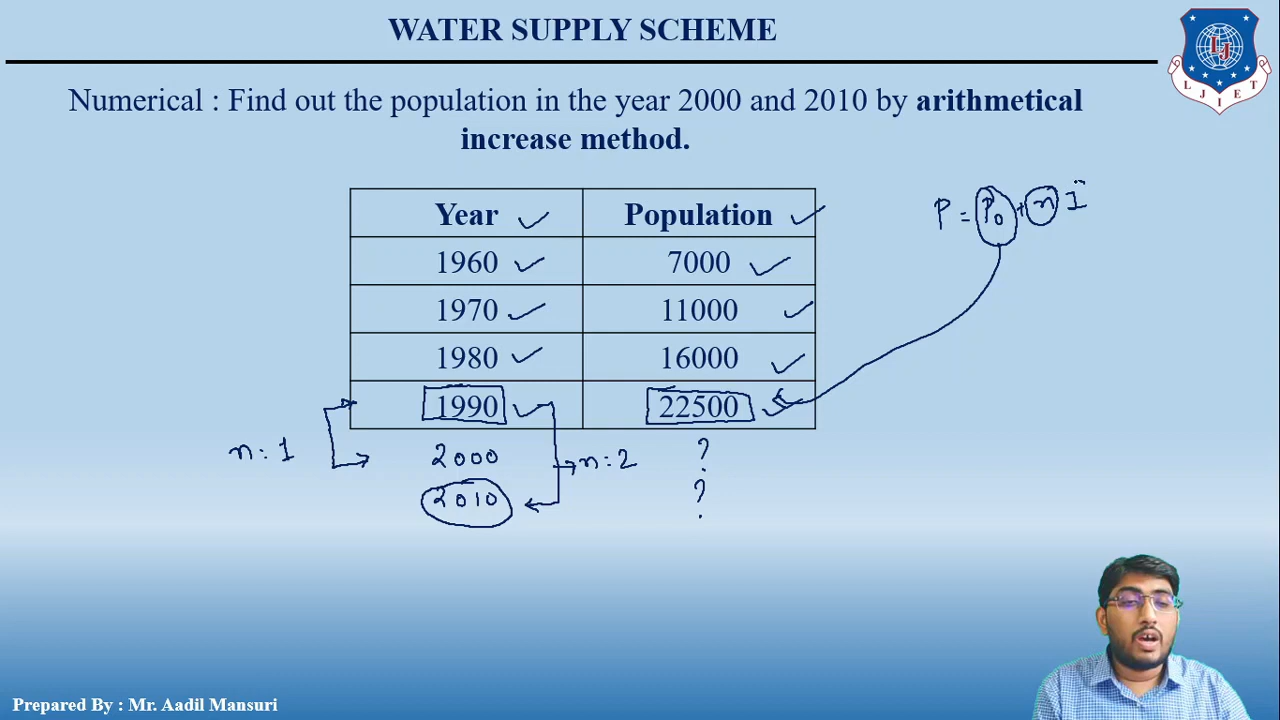 WATER SUPPLY SCHEME
LJIET
Numerical : Find out the population in the year 2000 and 2010 by arithmetical
increase method.
P = P₀ + n I
Year Population
1960 7000
1970 11000
1980 16000
1990 22500
n : 1 2000 n : 2 ?
2010 ?
Prepared By : Mr. Aadil Mansuri